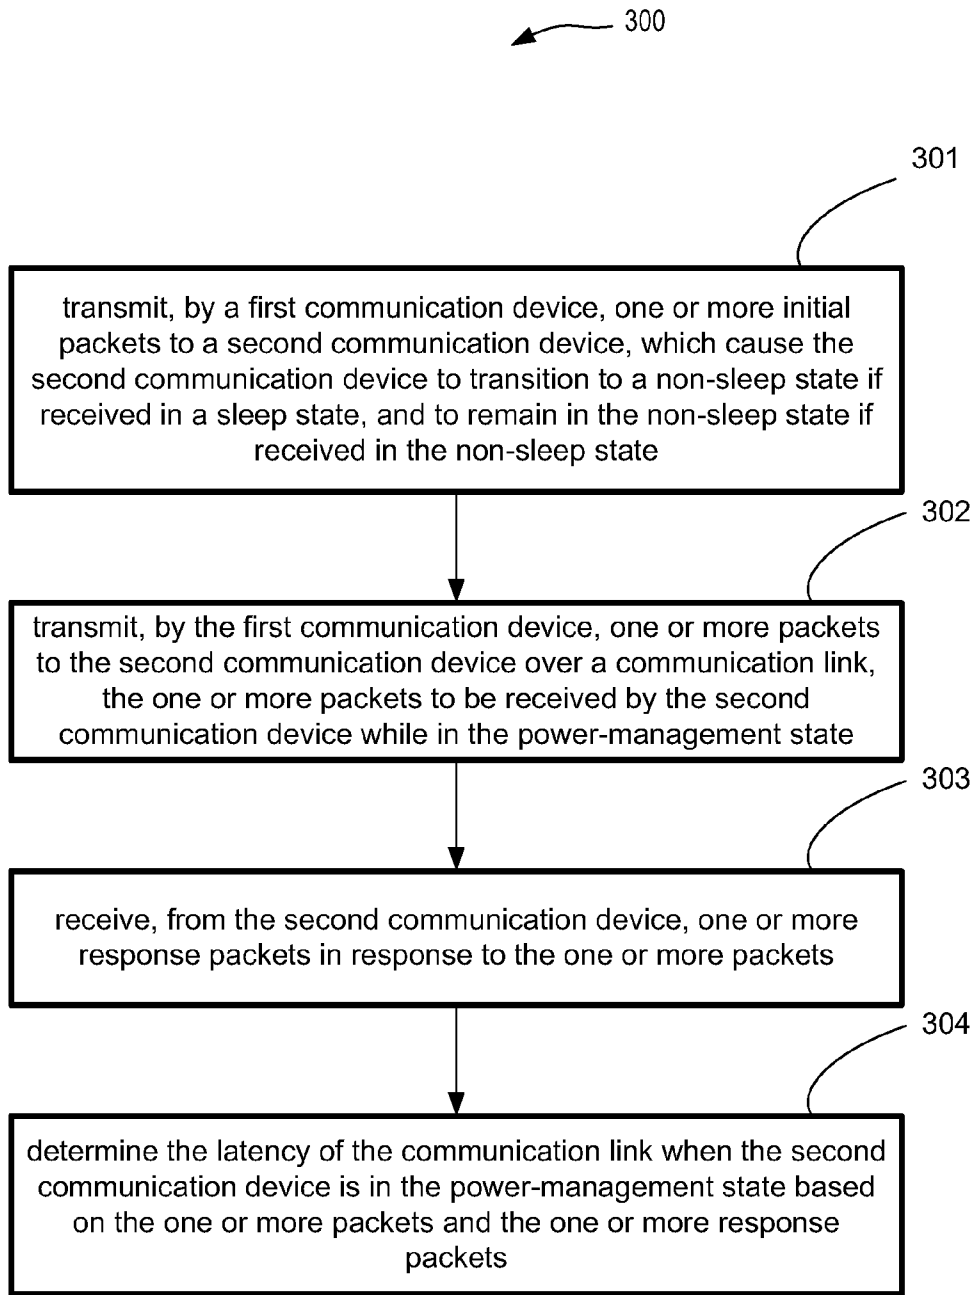 300
301
transmit, by a first communication device, one or more initial
packets to a second communication device, which cause the
second communication device to transition to a non-sleep state if
received in a sleep state, and to remain in the non-sleep state if
received in the non-sleep state
302
transmit, by the first communication device, one or more packets
to the second communication device over a communication link,
the one or more packets to be received by the second
communication device while in the power-management state
303
receive, from the second communication device, one or more
response packets in response to the one or more packets
304
determine the latency of the communication link when the second
communication device is in the power-management state based
on the one or more packets and the one or more response
packets